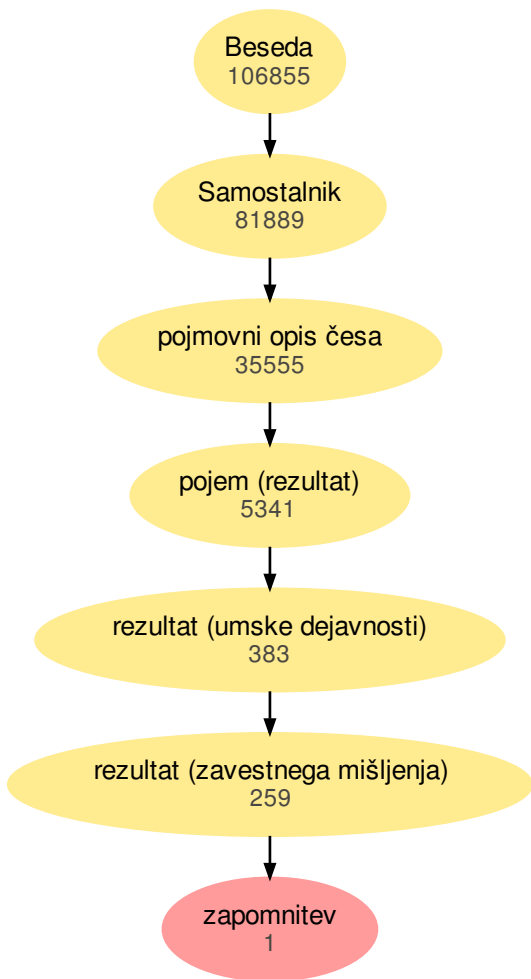 Beseda
106855
Samostalnik
81889
pojmovni opis česa
35555
pojem (rezultat)
5341
rezultat (umske dejavnosti)
383
rezultat (zavestnega mišljenja)
259
zapomnitev
1